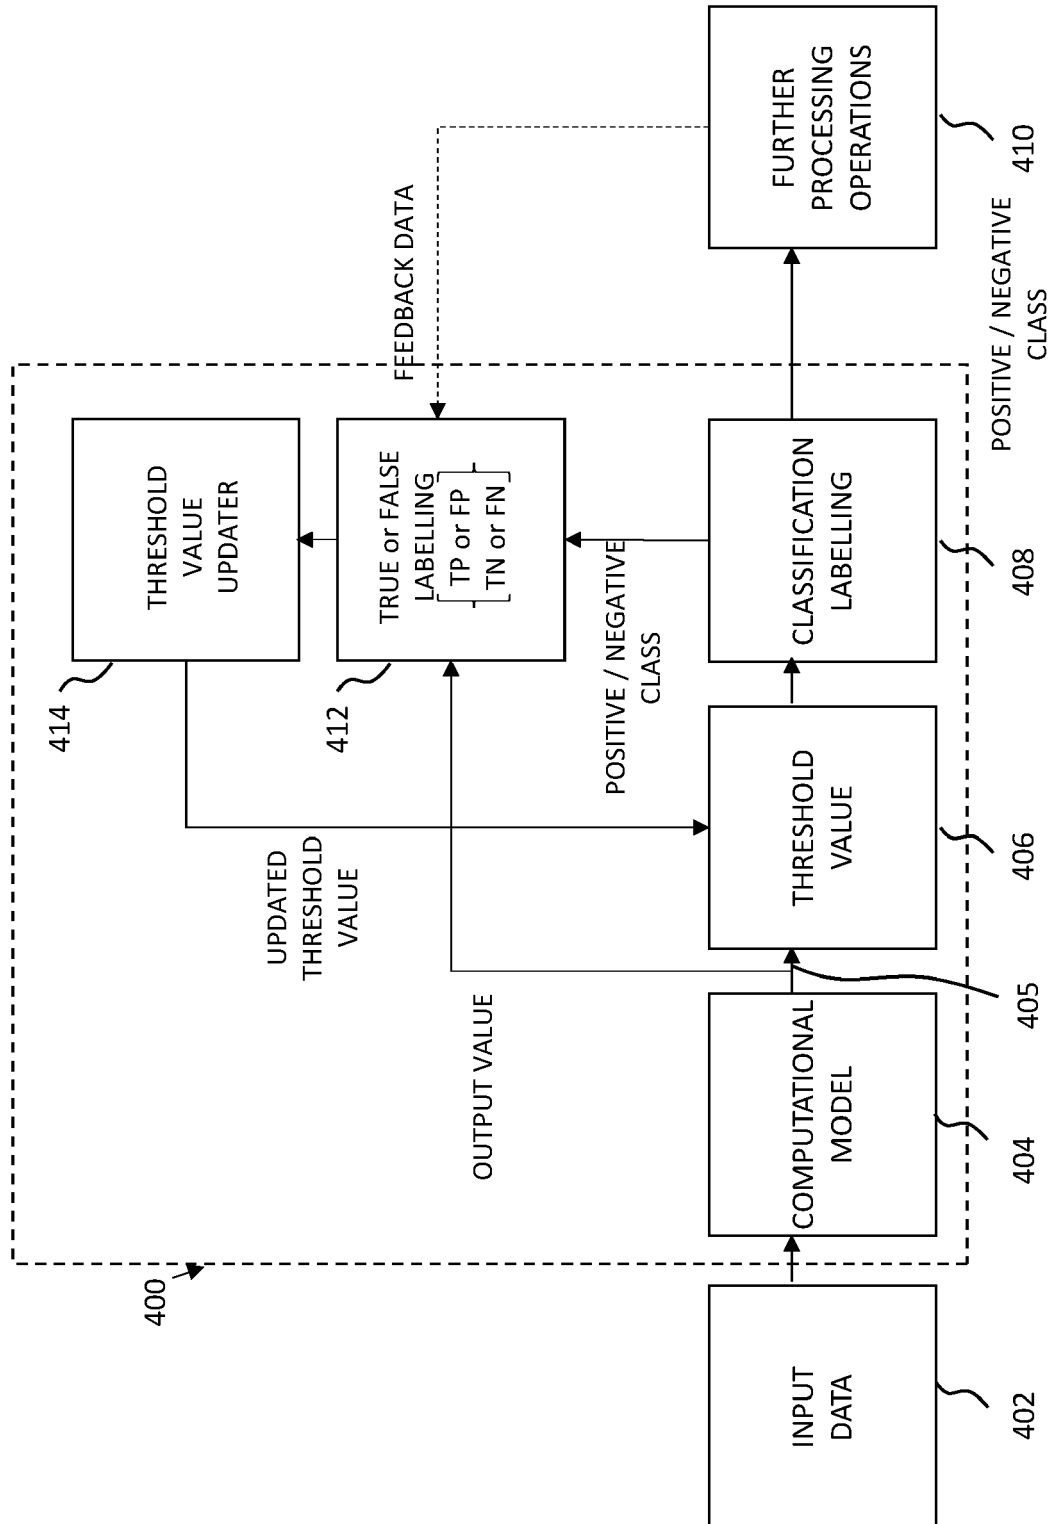 400
THRESHOLD
VALUE
UPDATER
414
FEEDBACK DATA
TRUE or FALSE
LABELLING
TP or FP
TN or FN
412
UPDATED
THRESHOLD
VALUE
OUTPUT VALUE
POSITIVE / NEGATIVE
CLASS
INPUT
DATA
402
COMPUTATIONAL
MODEL
404
405
THRESHOLD
VALUE
406
CLASSIFICATION
LABELLING
408
POSITIVE / NEGATIVE
CLASS
FURTHER
PROCESSING
OPERATIONS
410